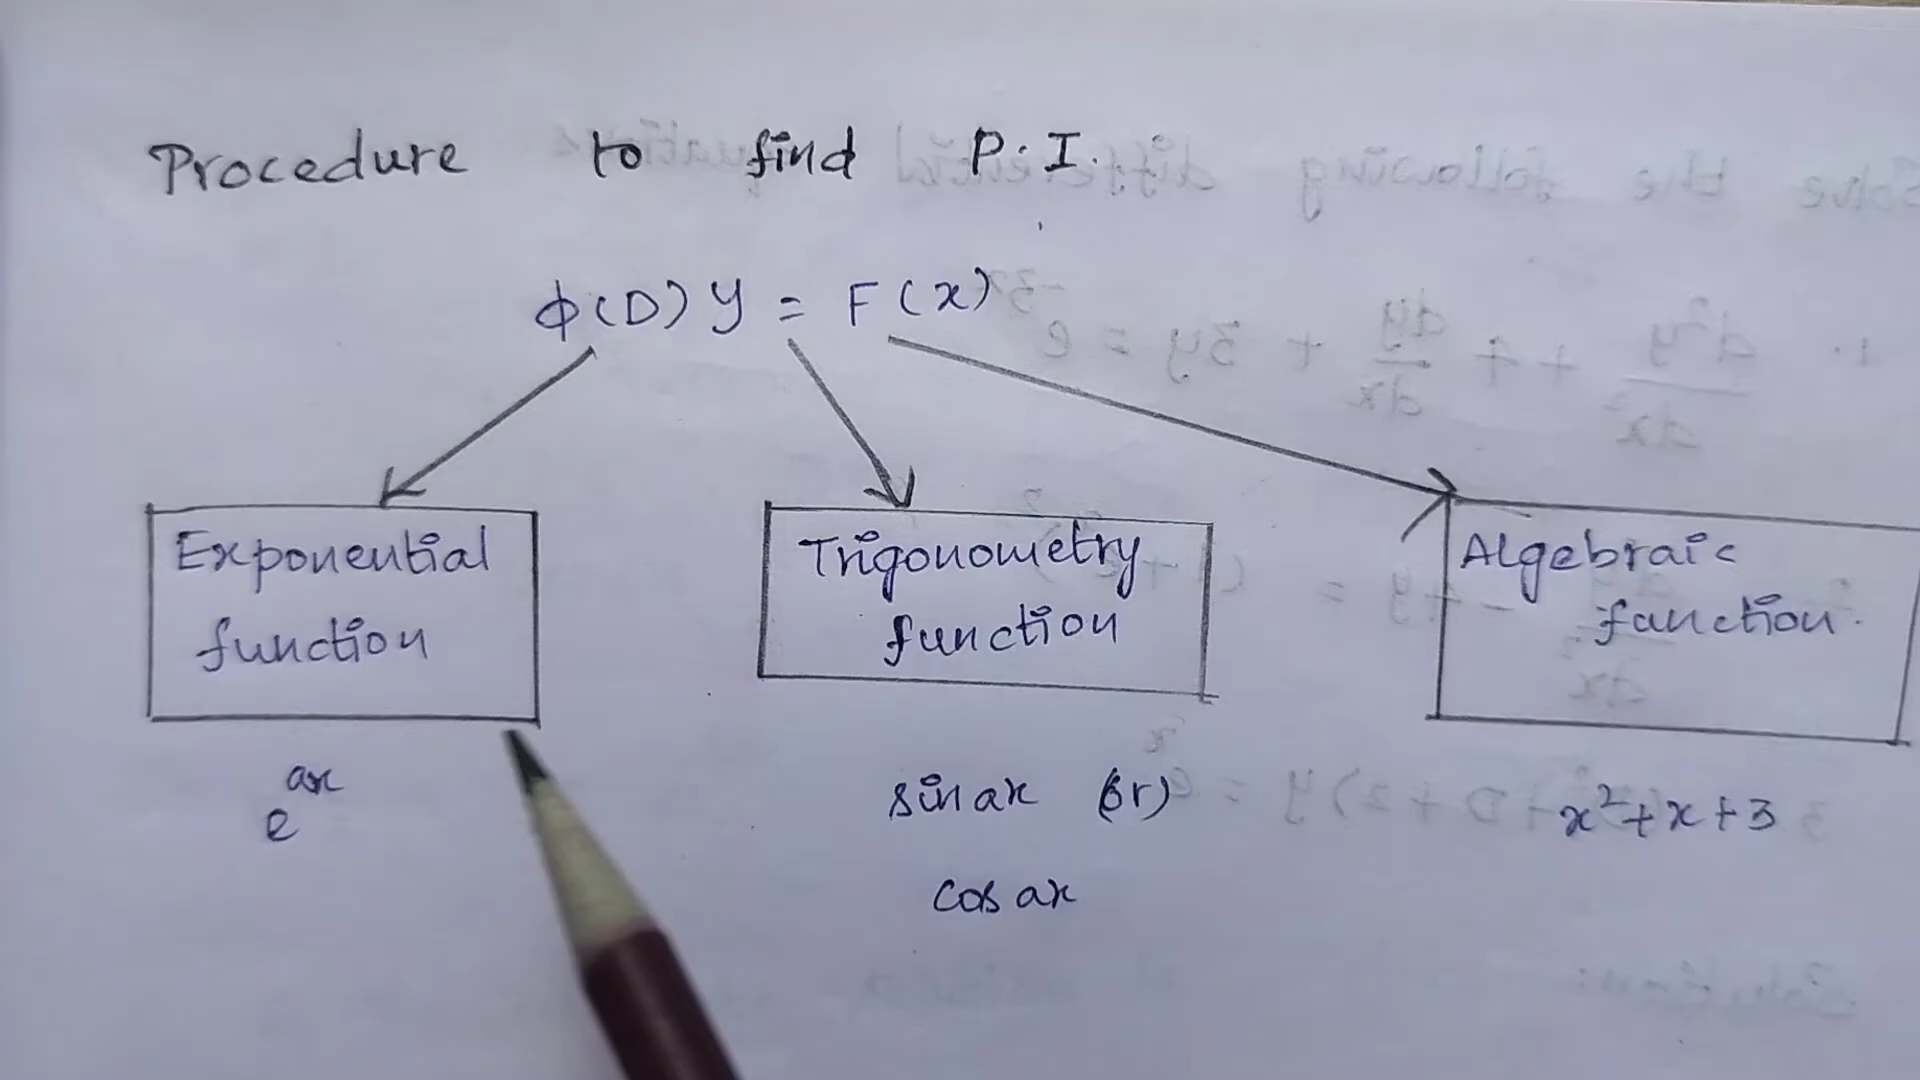 Procedure to find P.I.
ϕ(D) y = F(x)
Exponential function
Trigonometry function
Algebraic function.
e^ax
sin ax (or)
cos ax
x² + x + 3